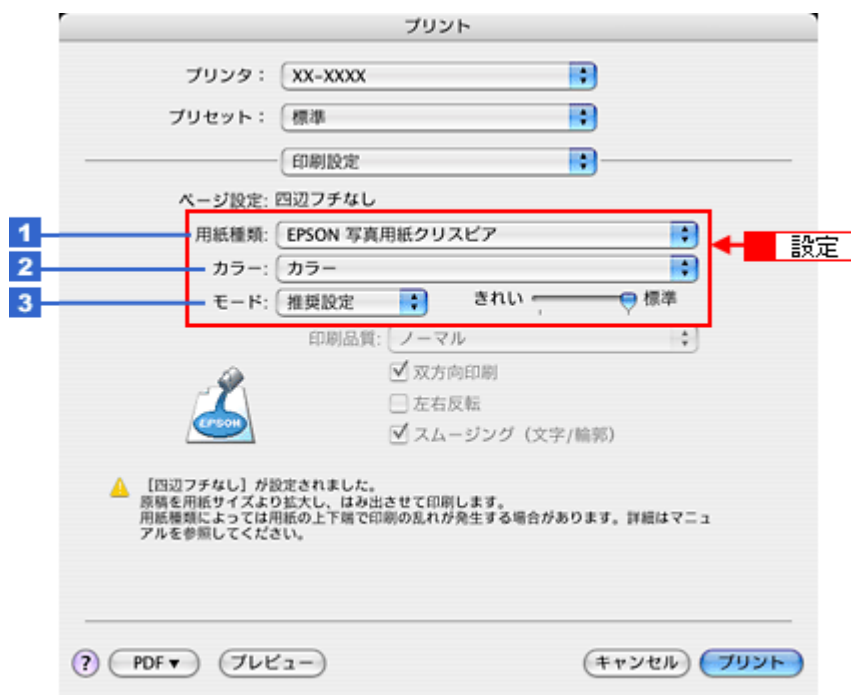 プリント
プリンタ： XX-XXXX
プリセット： 標準
印刷設定
ページ設定: 四辺フチなし
1 用紙種類: EPSON 写真用紙クリスピア
設定
2 カラー: カラー
3 モード: 推奨設定 きれい 標準
印刷品質: ノーマル
双方向印刷
左右反転
EPSON
スムージング（文字/輪郭）
［四辺フチなし］が設定されました。
原稿を用紙サイズより拡大し、はみ出させて印刷します。
用紙種類によっては用紙の上下端で印刷の乱れが発生する場合があります。詳細はマニュ
アルを参照してください。
? PDF▼ プレビュー キャンセル プリント